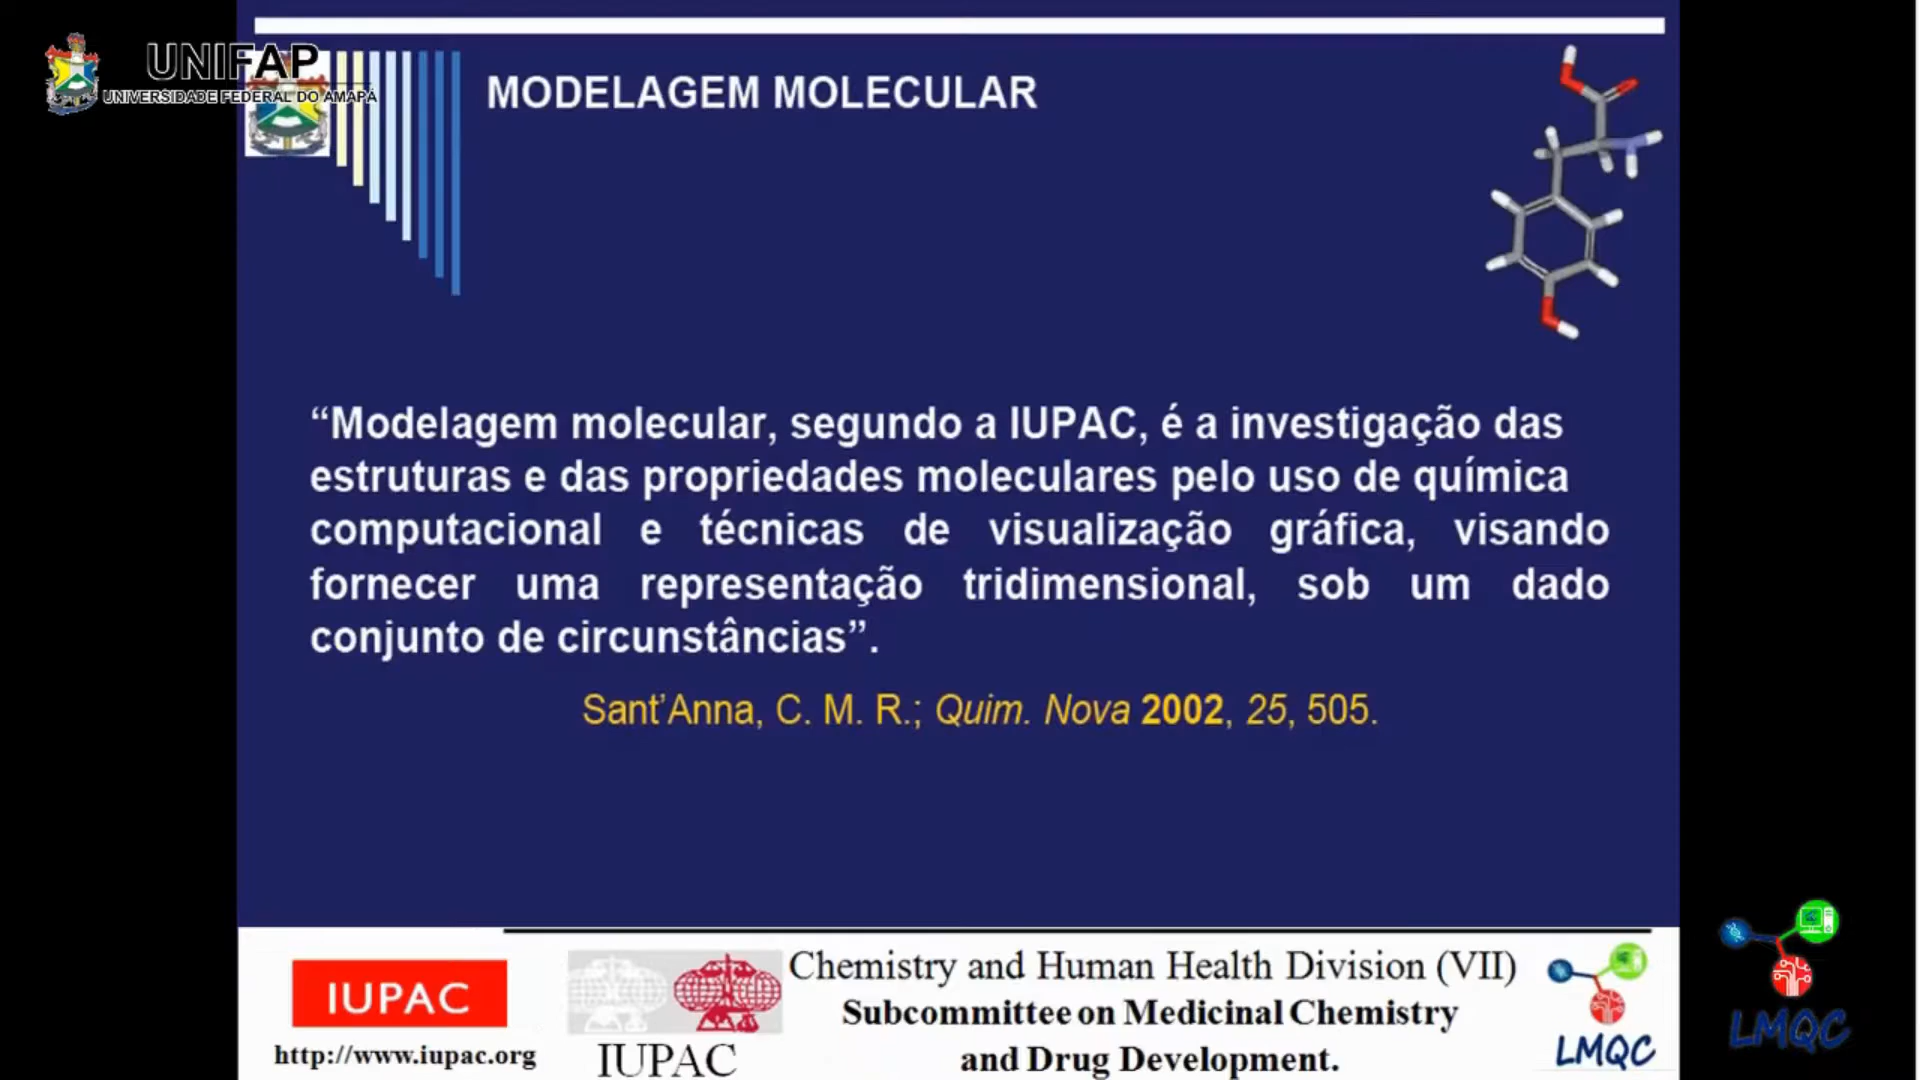 UNIFAP
UNIVERSIDADE FEDERAL DO AMAPÁ
MODELAGEM MOLECULAR
“Modelagem molecular, segundo a IUPAC, é a investigação das
estruturas e das propriedades moleculares pelo uso de química
computacional e técnicas de visualização gráfica, visando
fornecer uma representação tridimensional, sob um dado
conjunto de circunstâncias”.
Sant’Anna, C. M. R.; Quim. Nova 2002, 25, 505.
IUPAC
http://www.iupac.org
IUPAC
Chemistry and Human Health Division (VII)
Subcommittee on Medicinal Chemistry
and Drug Development.
LMQC
LMQC